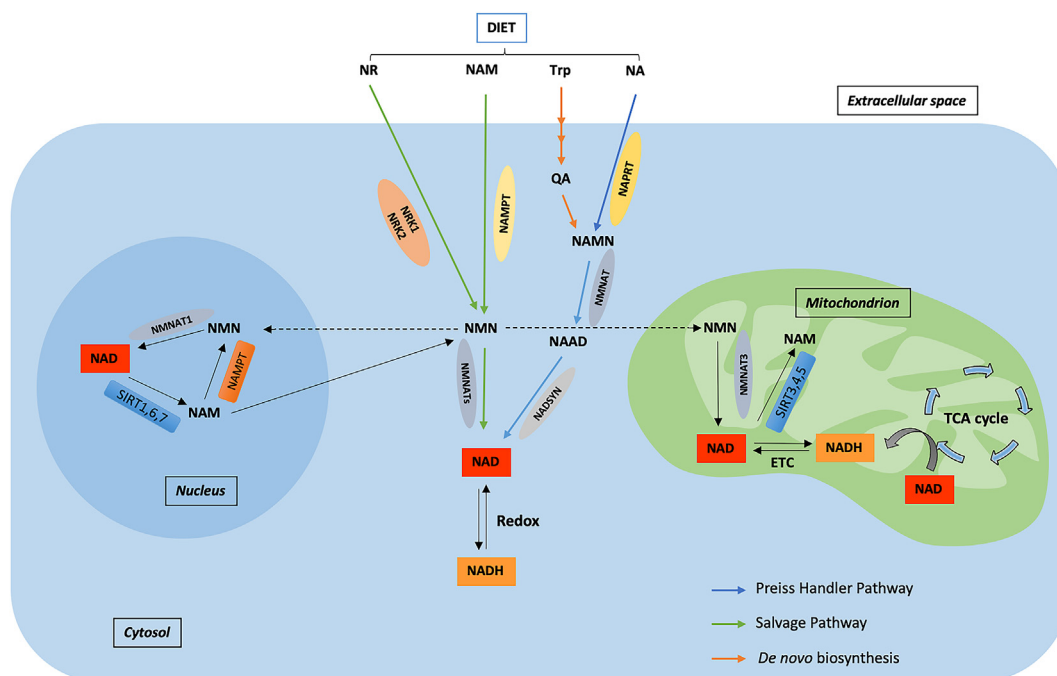 DIET
NR NAM Trp NA
Extracellular space
QA
NRK1
NRK2
NAMPT
NAPRT
NAMN
NMNAT
Mitochondrion
NMNAT1
NMN
NMN
NAAD
NMN
NAM
NAD
NAMPT
SIRT1,6,7
NAM
NMNATs
NADSYN
NMNAT3
SIRT3,4,5
TCA cycle
NAD
NAD
ETC
NADH
NAD
Nucleus
Redox
NADH
Preiss Handler Pathway
Cytosol
Salvage Pathway
De novo biosynthesis